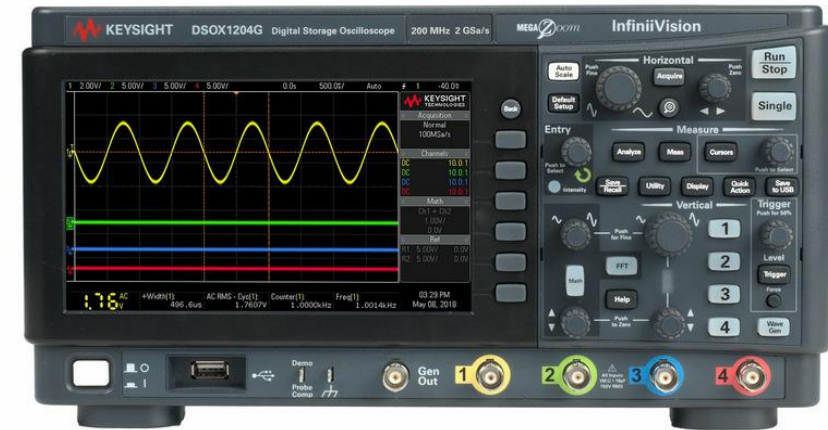 KEYSIGHT DSOX1204G Digital Storage Oscilloscope 200 MHz 2 GSa/s MEGA Zoom InfiniiVision
1 2.00V/ 2 5.00V/ 3 5.00V/ 4 5.00V/ 0.0s 500.0%/ Auto 1 -40.0%
KEYSIGHT
TECHNOLOGIES
Acquisition
Normal
100MSa/s
Channels
DC 10.0:1
DC 10.0:1
DC 10.0:1
DC 10.0:1
Math
Ch1 + Ch2
1.00V/
0.0V
Ref
R1: 5.00V/ 0.0V
R2: 5.00V/ 0.0V
1.76 AC V
+Width(1): 496.6us
AC RMS - Cyc(1): 1.7607V
Counter(1): 1.0000kHz
Freq(1): 1.0014kHz
03:29 PM
May 08, 2018
Back
Horizontal
Auto Scale
Push Fine
Acquire
Push Zero
Run Stop
Default Setup
Single
Entry
Measure
Push to Select
Intensity
Analyze
Meas
Cursors
Push to Select
Save Recall
Utility
Display
Quick Action
Save to USB
Vertical
Trigger
Push for 50%
Push for Fine
1
2
3
4
Level
Trigger
Force
Math
FFT
Help
Push to Zero
Wave Gen
Demo
Probe Comp
Gen Out
1
2
All Inputs
3
4